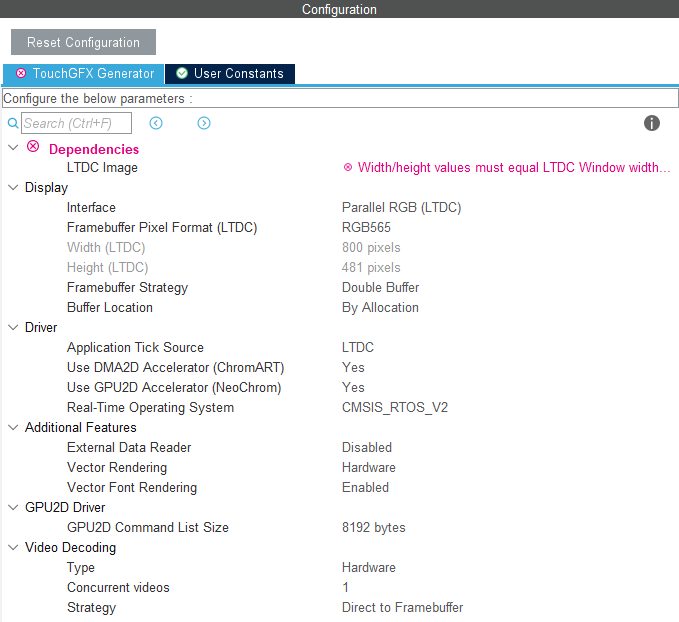 Configuration
Reset Configuration
TouchGFX Generator User Constants
Configure the below parameters :
Search (Ctrl+F)
Dependencies
LTDC Image Width/height values must equal LTDC Window width...
Display
Interface Parallel RGB (LTDC)
Framebuffer Pixel Format (LTDC) RGB565
Width (LTDC) 800 pixels
Height (LTDC) 481 pixels
Framebuffer Strategy Double Buffer
Buffer Location By Allocation
Driver
Application Tick Source LTDC
Use DMA2D Accelerator (ChromART) Yes
Use GPU2D Accelerator (NeoChrom) Yes
Real-Time Operating System CMSIS_RTOS_V2
Additional Features
External Data Reader Disabled
Vector Rendering Hardware
Vector Font Rendering Enabled
GPU2D Driver
GPU2D Command List Size 8192 bytes
Video Decoding
Type Hardware
Concurrent videos 1
Strategy Direct to Framebuffer